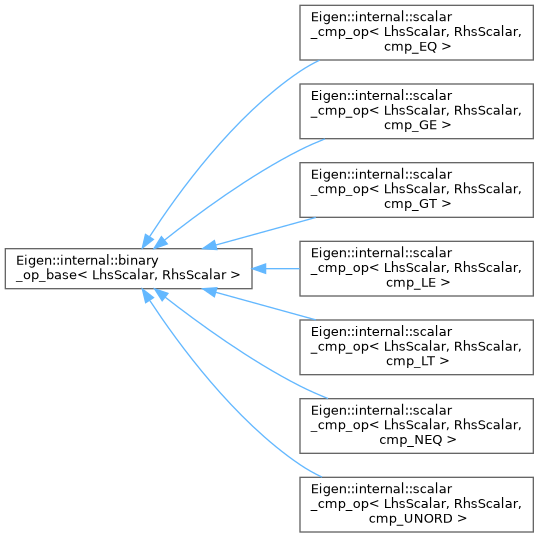 Eigen::internal::scalar
_cmp_op< LhsScalar, RhsScalar,
cmp_EQ >
Eigen::internal::scalar
_cmp_op< LhsScalar, RhsScalar,
cmp_GE >
Eigen::internal::scalar
_cmp_op< LhsScalar, RhsScalar,
cmp_GT >
Eigen::internal::binary
_op_base< LhsScalar, RhsScalar >
Eigen::internal::scalar
_cmp_op< LhsScalar, RhsScalar,
cmp_LE >
Eigen::internal::scalar
_cmp_op< LhsScalar, RhsScalar,
cmp_LT >
Eigen::internal::scalar
_cmp_op< LhsScalar, RhsScalar,
cmp_NEQ >
Eigen::internal::scalar
_cmp_op< LhsScalar, RhsScalar,
cmp_UNORD >